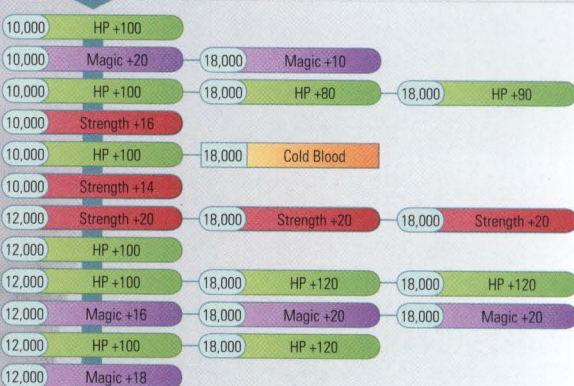 10,000 HP +100
10,000 Magic +20 18,000 Magic +10
10,000 HP +100 18,000 HP +80 18,000 HP +90
10,000 Strength +16
10,000 HP +100 18,000 Cold Blood
10,000 Strength +14
12,000 Strength +20 18,000 Strength +20 18,000 Strength +20
12,000 HP +100
12,000 HP +100 18,000 HP +120 18,000 HP +120
12,000 Magic +16 18,000 Magic +20 18,000 Magic +20
12,000 HP +100 18,000 HP +120
12,000 Magic +18